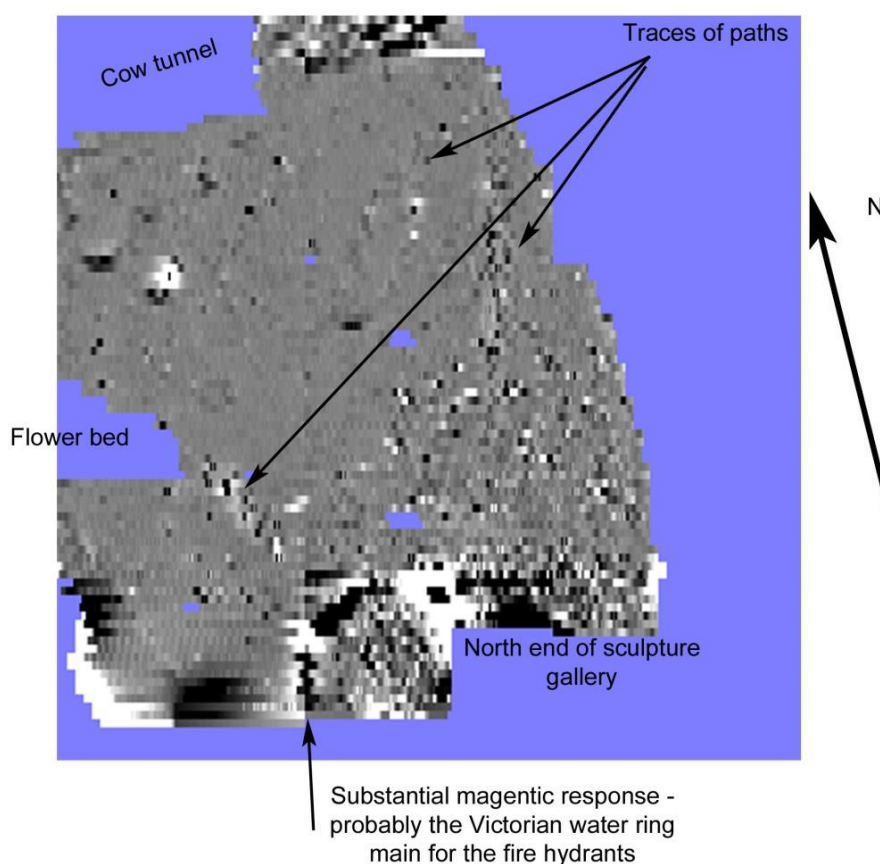 Cow tunnel
Traces of paths
N
Flower bed
North end of sculpture
gallery
Substantial magentic response -
probably the Victorian water ring
main for the fire hydrants